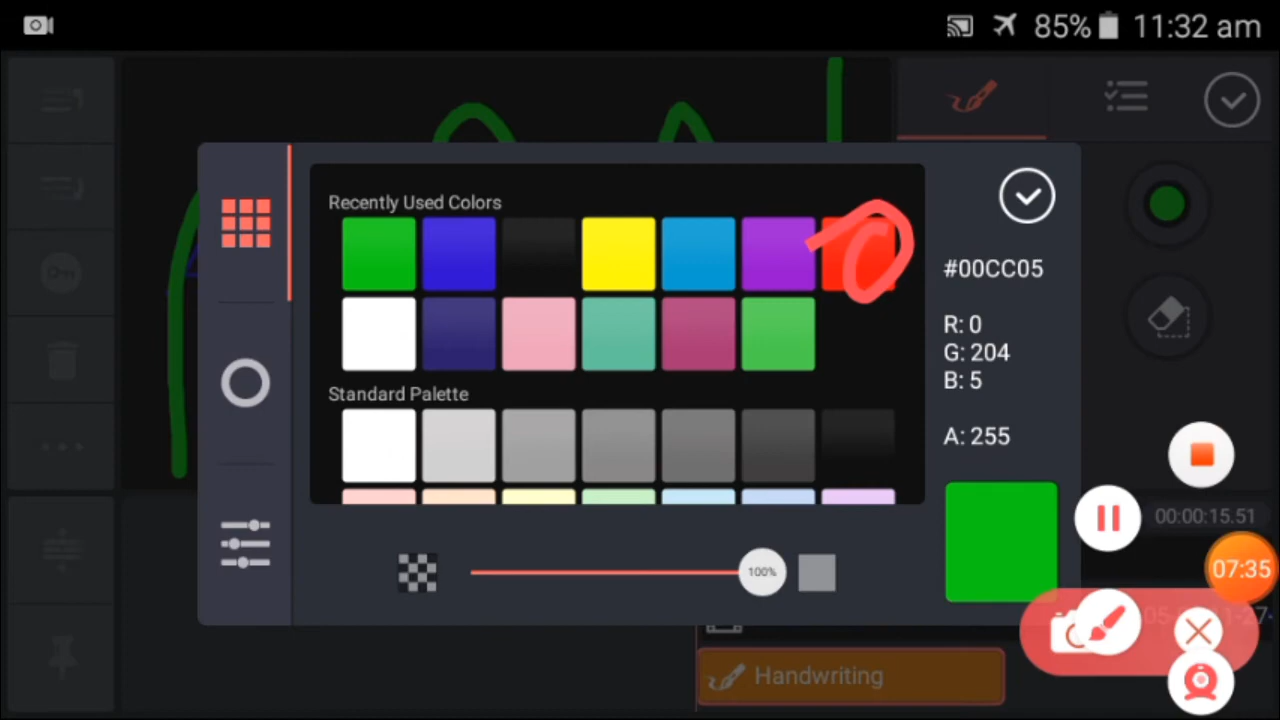 85% 11:32 am
Recently Used Colors
#00CC05
R: 0
G: 204
B: 5
Standard Palette
A: 255
100%
00:00:15.51
07:35
Handwriting